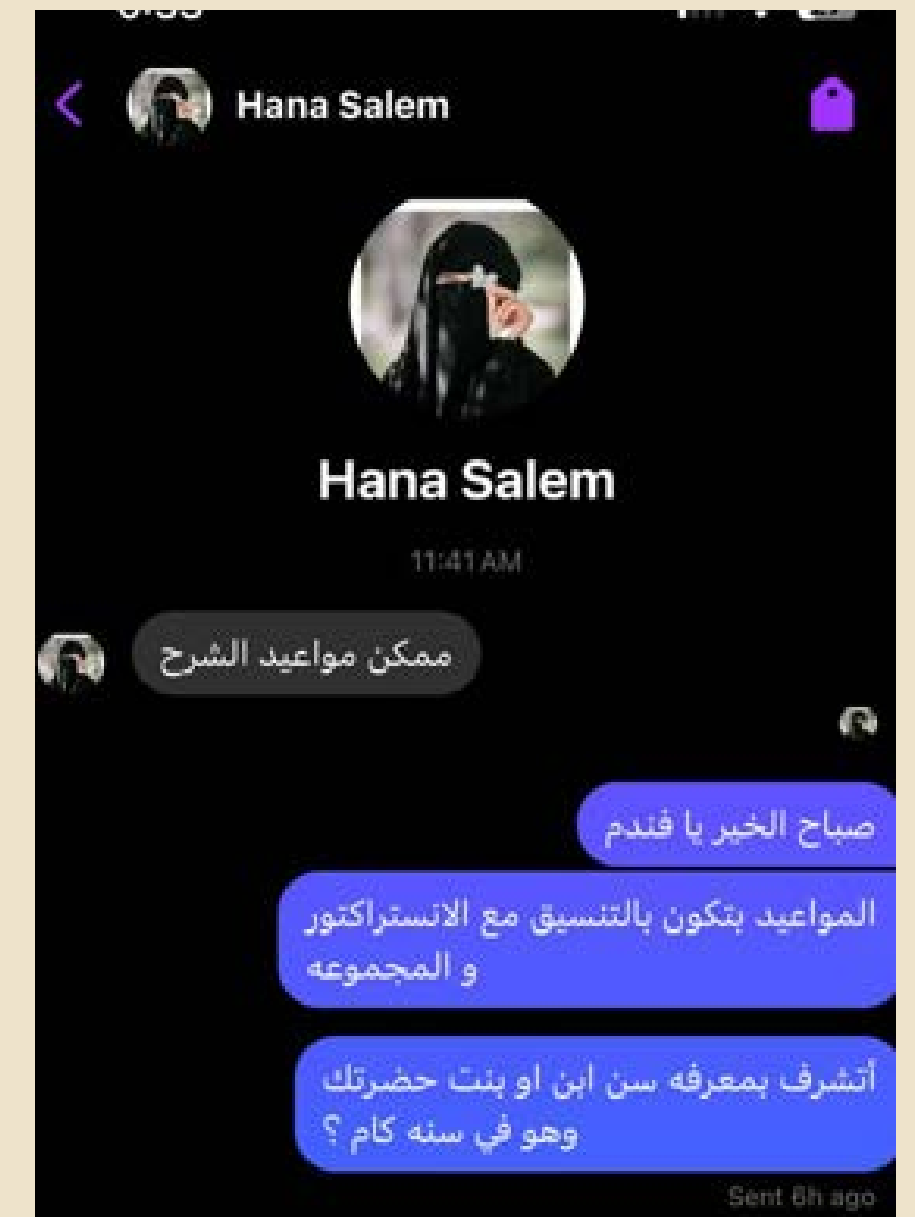 Hana Salem
Hana Salem
11:41 AM
ممكن مواعيد الشرح
صباح الخير يا فندم
المواعيد بتكون بالتنسيق مع الانستراكتور
و المجموعه
أتشرف بمعرفه سن ابن او بنت حضرتك
وهو في سنه كام ؟
Sent 6h ago